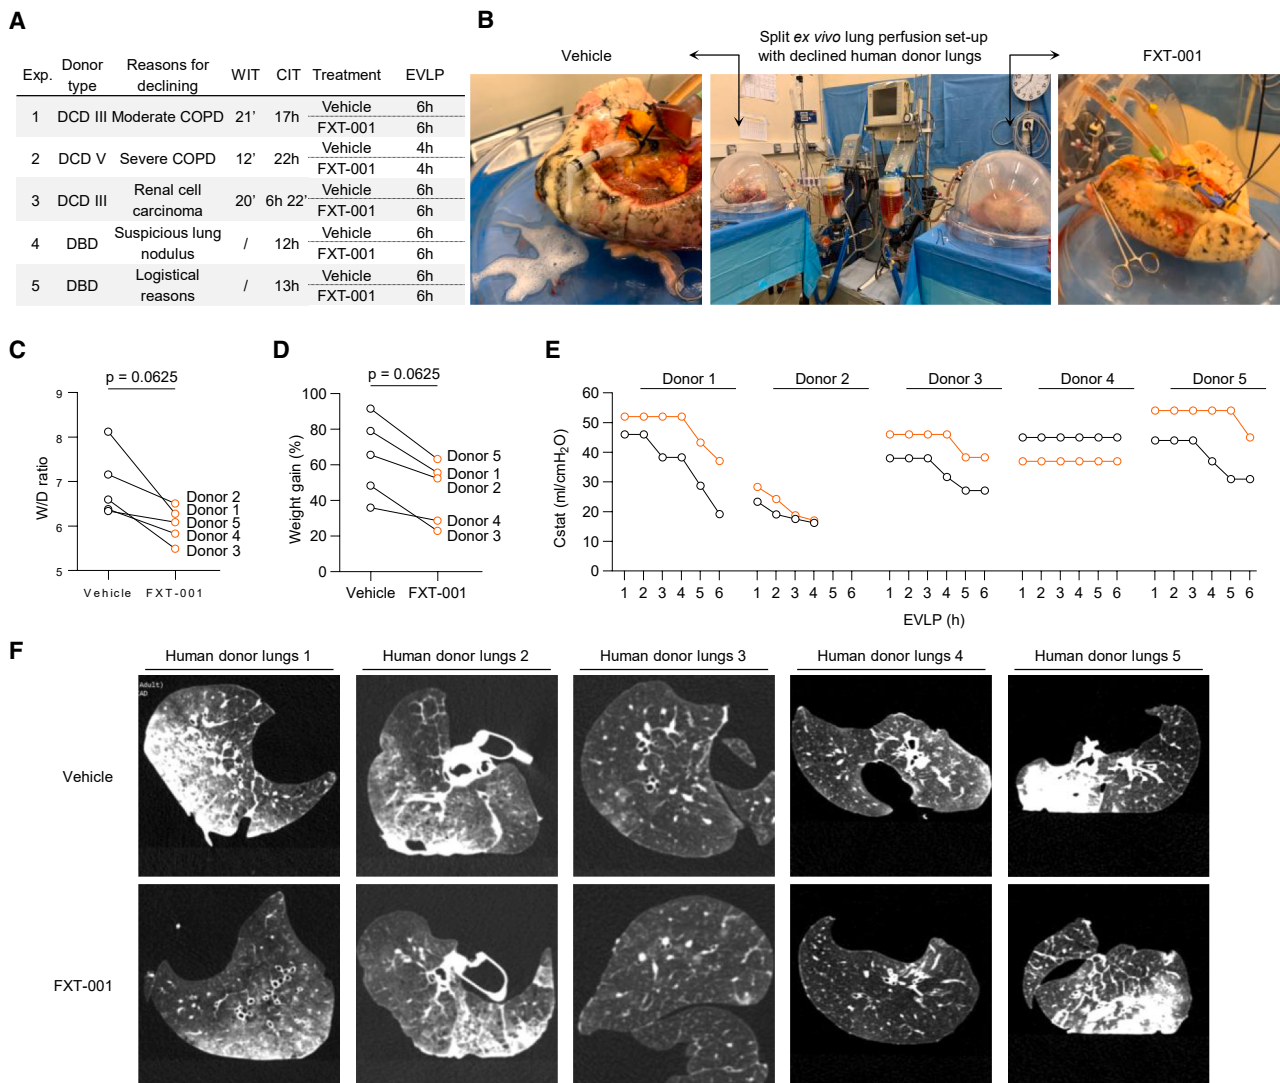 A
Exp. Donor type Reasons for declining WIT CIT Treatment EVLP
1 DCD III Moderate COPD 21' 17h Vehicle 6h
FXT-001 6h
2 DCD V Severe COPD 12' 22h Vehicle 4h
FXT-001 4h
3 DCD III Renal cell carcinoma 20' 6h 22' Vehicle 6h
FXT-001 6h
4 DBD Suspicious lung nodulus / 12h Vehicle 6h
FXT-001 6h
5 DBD Logistical reasons / 13h Vehicle 6h
FXT-001 6h
B
Vehicle
Split ex vivo lung perfusion set-up
with declined human donor lungs
FXT-001
C
p = 0.0625
W/D ratio
9
8
7
6
5
Donor 2
Donor 1
Donor 5
Donor 4
Donor 3
Vehicle FXT-001
D
p = 0.0625
Weight gain (%)
100
80
60
40
20
0
Donor 5
Donor 1
Donor 2
Donor 4
Donor 3
Vehicle FXT-001
E
Donor 1 Donor 2 Donor 3 Donor 4 Donor 5
Cstat (ml/cmH₂O)
60
50
40
30
20
10
0
1 2 3 4 5 6 1 2 3 4 5 6 1 2 3 4 5 6 1 2 3 4 5 6 1 2 3 4 5 6
EVLP (h)
F
Human donor lungs 1 Human donor lungs 2 Human donor lungs 3 Human donor lungs 4 Human donor lungs 5
Adult)
AD
Vehicle
FXT-001